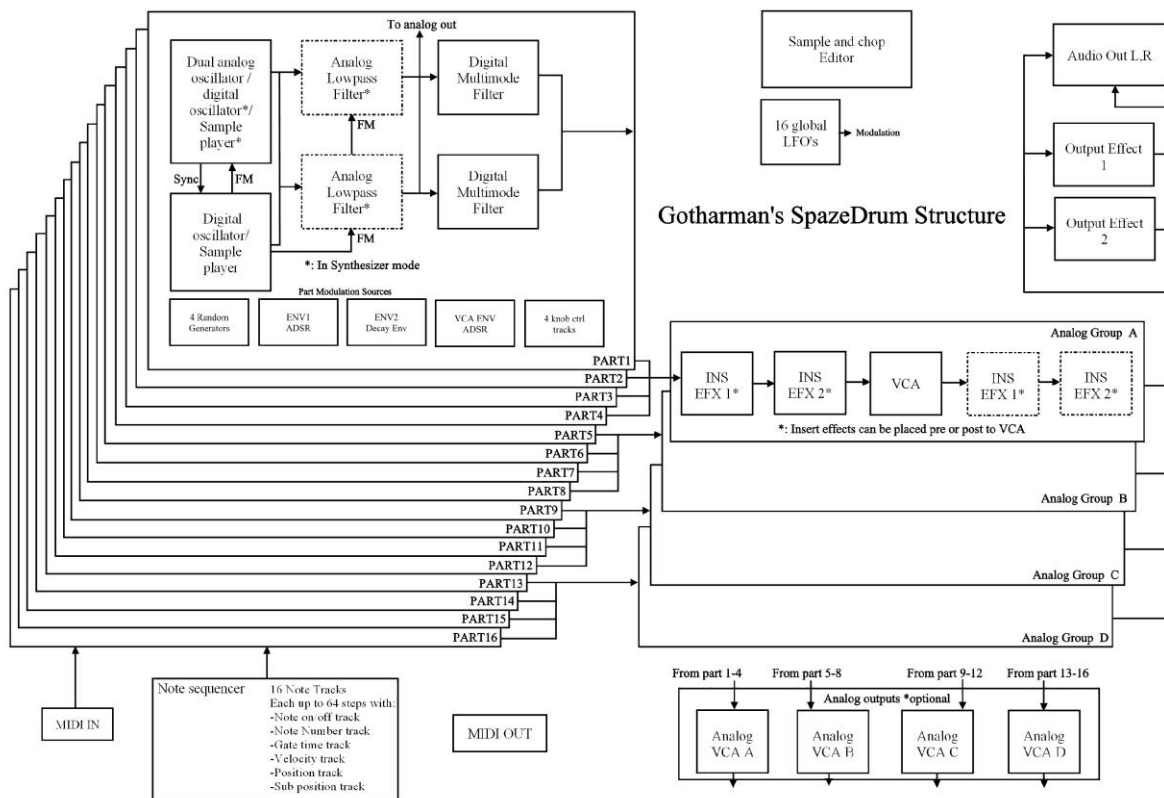 To analog out
Dual analog
oscillator /
digital
oscillator*/
Sample
player*
Analog
Lowpass
Filter*
Digital
Multimode
Filter
Sync
FM
FM
Digital
oscillator/
Sample
player
Analog
Lowpass
Filter*
Digital
Multimode
Filter
FM
*: In Synthesizer mode
Part Modulation Sources
4 Random
Generators
ENV1
ADSR
ENV2
Decay Env
VCA ENV
ADSR
4 knob ctrl
tracks
PART1
PART2
PART3
PART4
PART5
PART6
PART7
PART8
PART9
PART10
PART11
PART12
PART13
PART14
PART15
PART16
Sample and chop
Editor
16 global
LFO's
Modulation
Audio Out L,R
Output Effect
1
Output Effect
2
Gotharman's SpazeDrum Structure
Analog Group A
INS
EFX 1*
INS
EFX 2*
VCA
INS
EFX 1*
INS
EFX 2*
*: Insert effects can be placed pre or post to VCA
Analog Group B
Analog Group C
Analog Group D
MIDI IN
Note sequencer
16 Note Tracks
Each up to 64 steps with:
-Note on/off track
-Note Number track
-Gate time track
-Velocity track
-Position track
-Sub position track
MIDI OUT
From part 1-4
From part 5-8
From part 9-12
From part 13-16
Analog outputs *optional
Analog
VCA A
Analog
VCA B
Analog
VCA C
Analog
VCA D